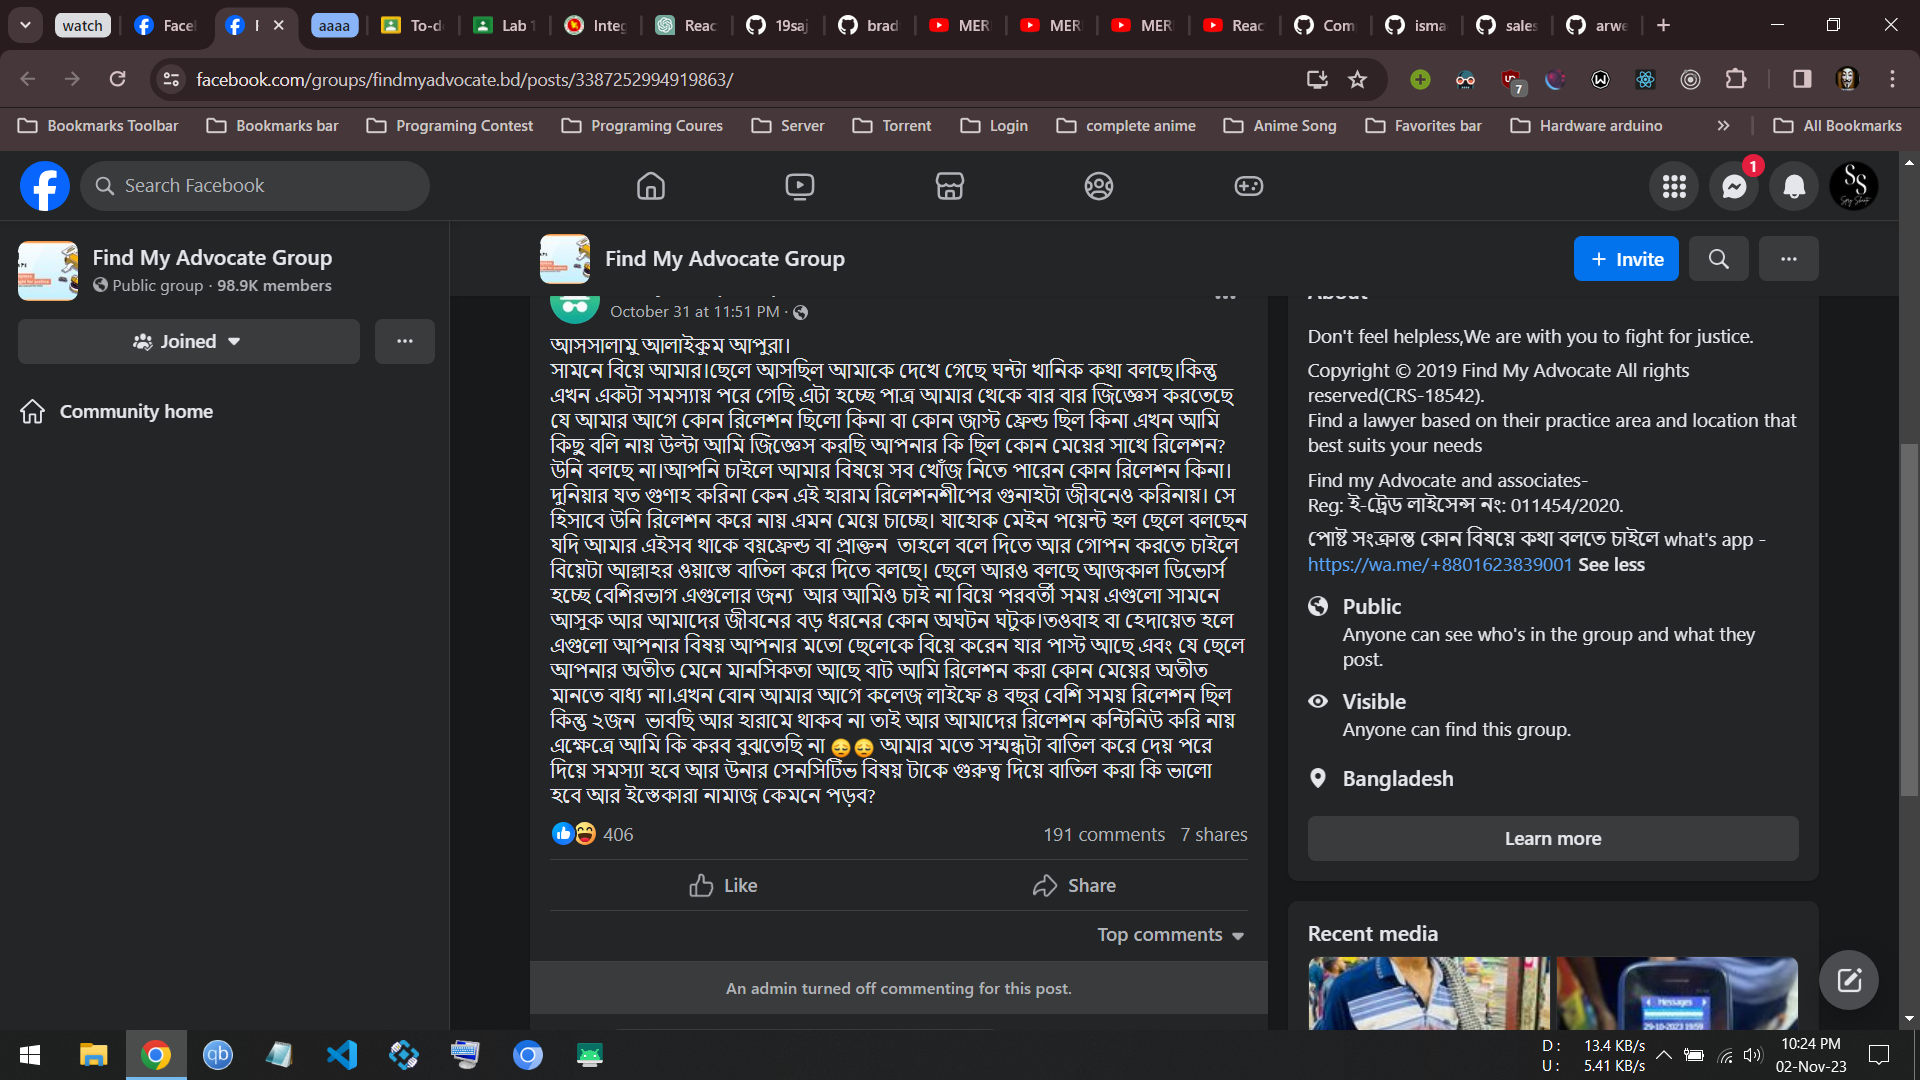 watch
Face
F
aaaa
To-d
Lab 1
Integ
Reac
19saj
brad
MER
MER
MER
Reac
Com
isma
sales
arwe
facebook.com/groups/findmyadvocate.bd/posts/3387252994919863/
7
Bookmarks Toolbar
Bookmarks bar
Programing Contest
Programing Coures
Server
Torrent
Login
complete anime
Anime Song
Favorites bar
Hardware arduino
All Bookmarks
Search Facebook
1
SS
Find My Advocate Group
Public group · 98.9K members
Joined
Community home
Find My Advocate Group
+ Invite
October 31 at 11:51 PM ·
আসসালামু আলাইকুম আপুরা।
সামনে বিয়ে আমার।ছেলে আসছিল আমাকে দেখে গেছে ঘন্টা খানিক কথা বলছে।কিন্তু
এখন একটা সমস্যায় পরে গেছি এটা হচ্ছে পাত্র আমার থেকে বার বার জিজ্ঞেস করতেছে
যে আমার আগে কোন রিলেশন ছিলো কিনা বা কোন জাস্ট ফ্রেন্ড ছিল কিনা এখন আমি
কিছু বলি নায় উল্টা আমি জিজ্ঞেস করছি আপনার কি ছিল কোন মেয়ের সাথে রিলেশন?
উনি বলছে না।আপনি চাইলে আমার বিষয়ে সব খোঁজ নিতে পারেন কোন রিলেশন কিনা।
দুনিয়ার যত গুণাহ করিনা কেন এই হারাম রিলেশনশীপের গুনাহটা জীবনেও করিনায়। সে
হিসাবে উনি রিলেশন করে নায় এমন মেয়ে চাচ্ছে। যাহোক মেইন পয়েন্ট হল ছেলে বলছেন
যদি আমার এইসব থাকে বয়ফ্রেন্ড বা প্রাক্তন তাহলে বলে দিতে আর গোপন করতে চাইলে
বিয়েটা আল্লাহর ওয়াস্তে বাতিল করে দিতে বলছে। ছেলে আরও বলছে আজকাল ডিভোর্স
হচ্ছে বেশিরভাগ এগুলোর জন্য আর আমিও চাই না বিয়ে পরবর্তী সময় এগুলো সামনে
আসুক আর আমাদের জীবনের বড় ধরনের কোন অঘটন ঘটুক।তওবাহ বা হেদায়েত হলে
এগুলো আপনার বিষয় আপনার মতো ছেলেকে বিয়ে করেন যার পাস্ট আছে এবং যে ছেলে
আপনার অতীত মেনে মানসিকতা আছে বাট আমি রিলেশন করা কোন মেয়ের অতীত
মানতে বাধ্য না।এখন বোন আমার আগে কলেজ লাইফে ৪ বছর বেশি সময় রিলেশন ছিল
কিন্তু ২জন ভাবছি আর হারামে থাকব না তাই আর আমাদের রিলেশন কন্টিনিউ করি নায়
এক্ষেত্রে আমি কি করব বুঝতেছি না 😔😔 আমার মতে সম্মন্ধটা বাতিল করে দেয় পরে
দিয়ে সমস্যা হবে আর উনার সেনসিটিভ বিষয় টাকে গুরুত্ব দিয়ে বাতিল করা কি ভালো
হবে আর ইস্তেকারা নামাজ কেমনে পড়ব?
406
191 comments 7 shares
Like
Share
Top comments
An admin turned off commenting for this post.
About
Don't feel helpless,We are with you to fight for justice.
Copyright © 2019 Find My Advocate All rights
reserved(CRS-18542).
Find a lawyer based on their practice area and location that
best suits your needs
Find my Advocate and associates-
Reg: ই-ট্রেড লাইসেন্স নং: 011454/2020.
পোষ্ট সংক্রান্ত কোন বিষয়ে কথা বলতে চাইলে what's app -
https://wa.me/+8801623839001 See less
Public
Anyone can see who's in the group and what they
post.
Visible
Anyone can find this group.
Bangladesh
Learn more
Recent media
Messages
29-10-2023 19:59
qb
D : 13.4 KB/s
U : 5.41 KB/s
10:24 PM
02-Nov-23